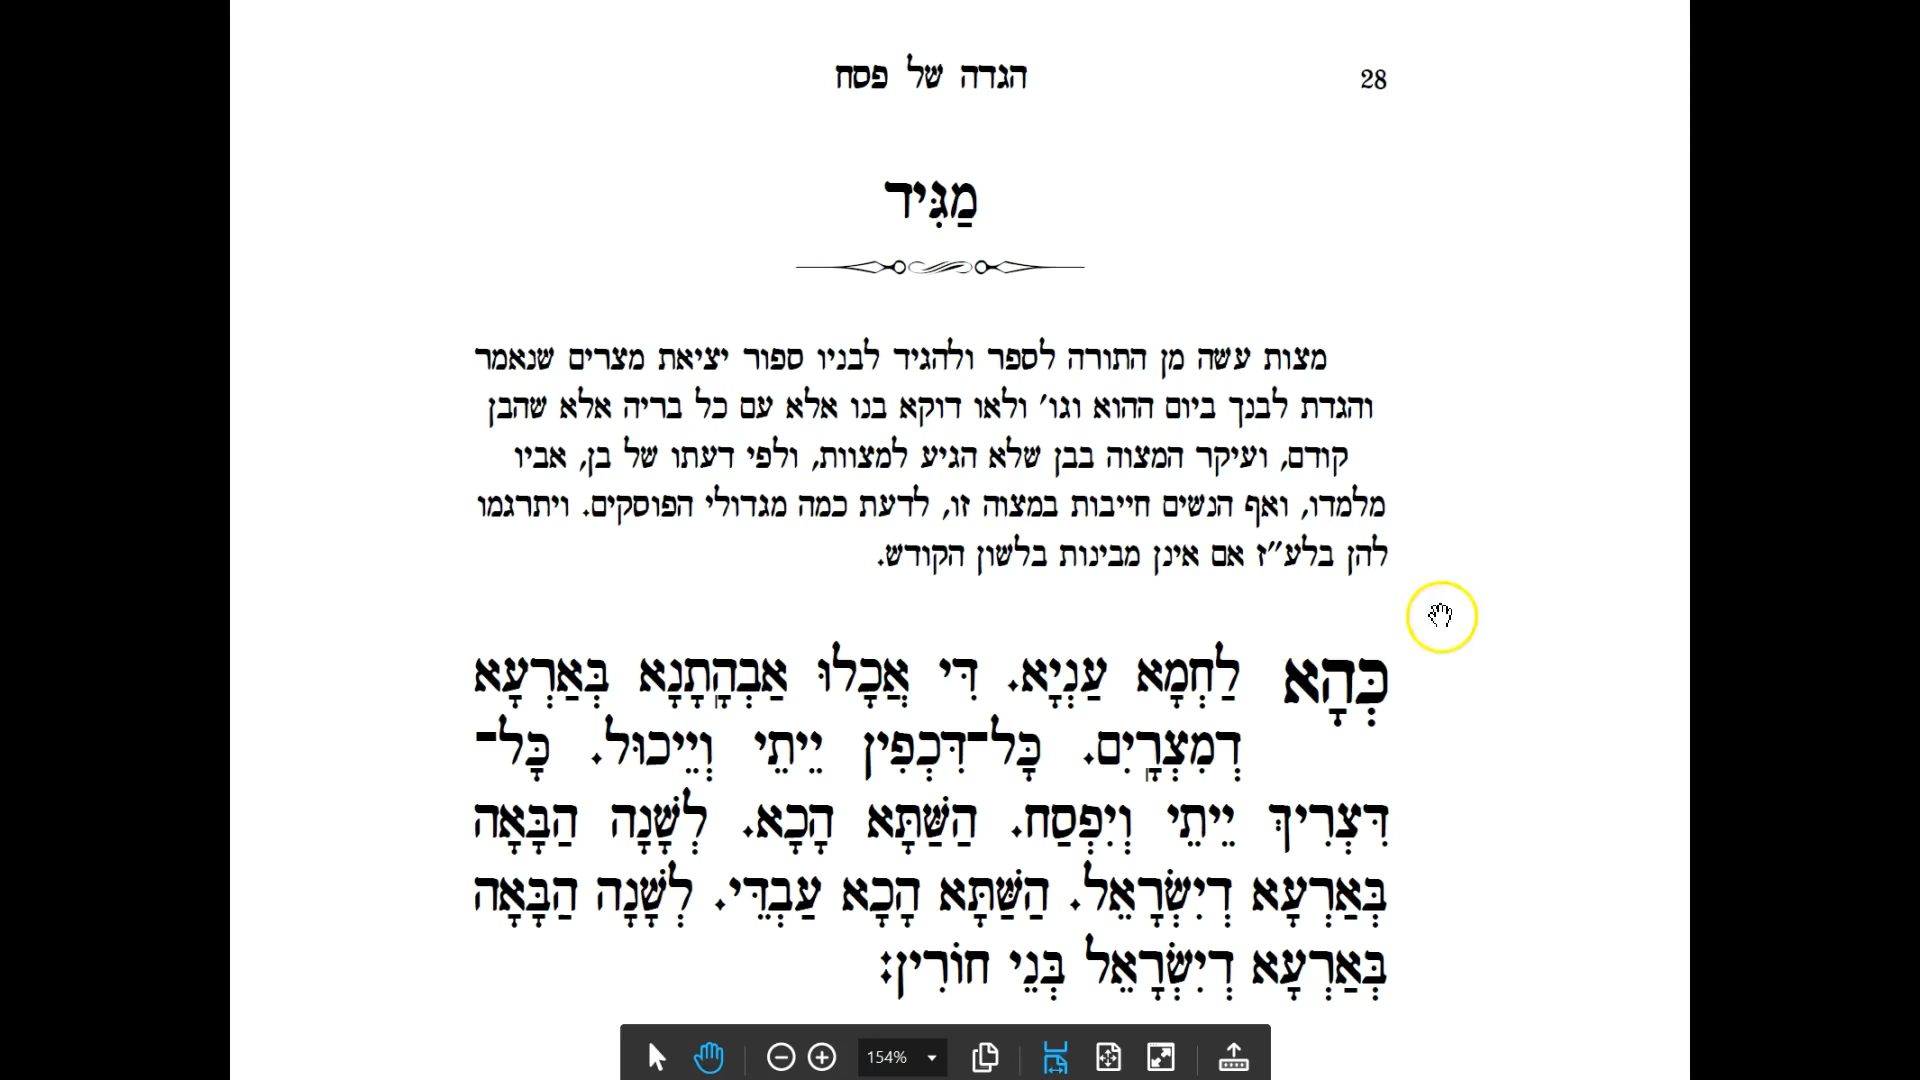 28
הגדה של פסח
מַגִּיד
מצות עשה מן התורה לספר ולהגיד לבניו ספור יציאת מצרים שנאמר
והגדת לבנך ביום ההוא וגו' ולאו דוקא בנו אלא עם כל בריה אלא שהבן
קודם, ועיקר המצוה בבן שלא הגיע למצוות, ולפי דעתו של בן, אביו
מלמדו, ואף הנשים חייבות במצוה זו, לדעת כמה מגדולי הפוסקים. ויתרגמו
להן בלע"ז אם אינן מבינות בלשון הקודש.
כְּהָא לַחְמָא עַנְיָא. דִּי אֲכָלוּ אַבְהָתָנָא בְּאַרְעָא
דְמִצְרָיִם. כָּל־דִּכְפִין יֵיתֵי וְיֵיכוּל. כָּל־
דִּצְרִיךְ יֵיתֵי וְיִפְסַח. הַשַּׁתָּא הָכָא. לְשָׁנָה הַבָּאָה
בְּאַרְעָא דְיִשְׂרָאֵל. הַשַּׁתָּא הָכָא עַבְדֵי. לְשָׁנָה הַבָּאָה
בְּאַרְעָא דְיִשְׂרָאֵל בְּנֵי חוֹרִין:
154%